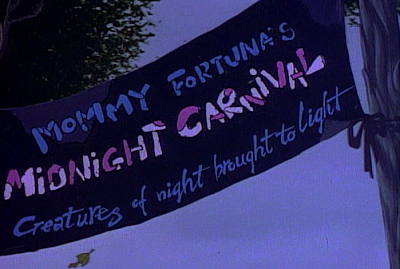 MOMMY FORTUNA'S
MIDNIGHT CARNIVAL
Creatures of night brought to Light